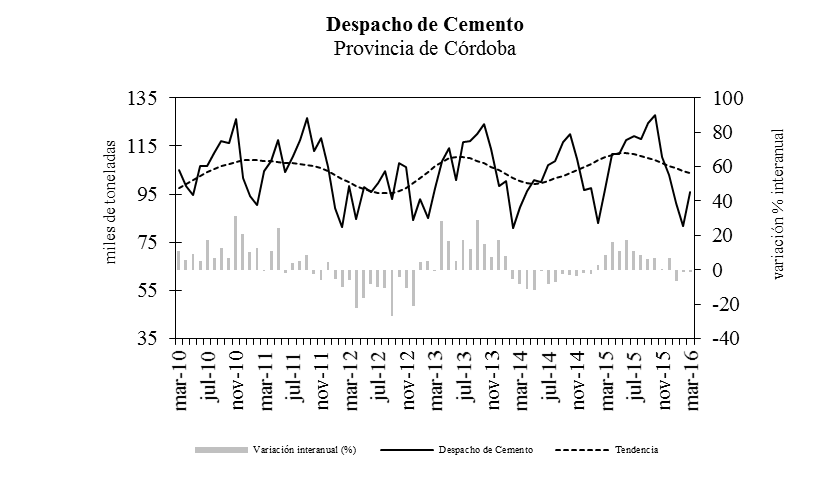 Despacho de Cemento
Provincia de Córdoba
miles de toneladas
135
115
95
75
55
35
100
80
60
40
20
0
-20
-40
variación % interanual
mar-10
jul-10
nov-10
mar-11
jul-11
nov-11
mar-12
jul-12
nov-12
mar-13
jul-13
nov-13
mar-14
jul-14
nov-14
mar-15
jul-15
nov-15
mar-16
Variación interanual (%)
Despacho de Cemento
Tendencia